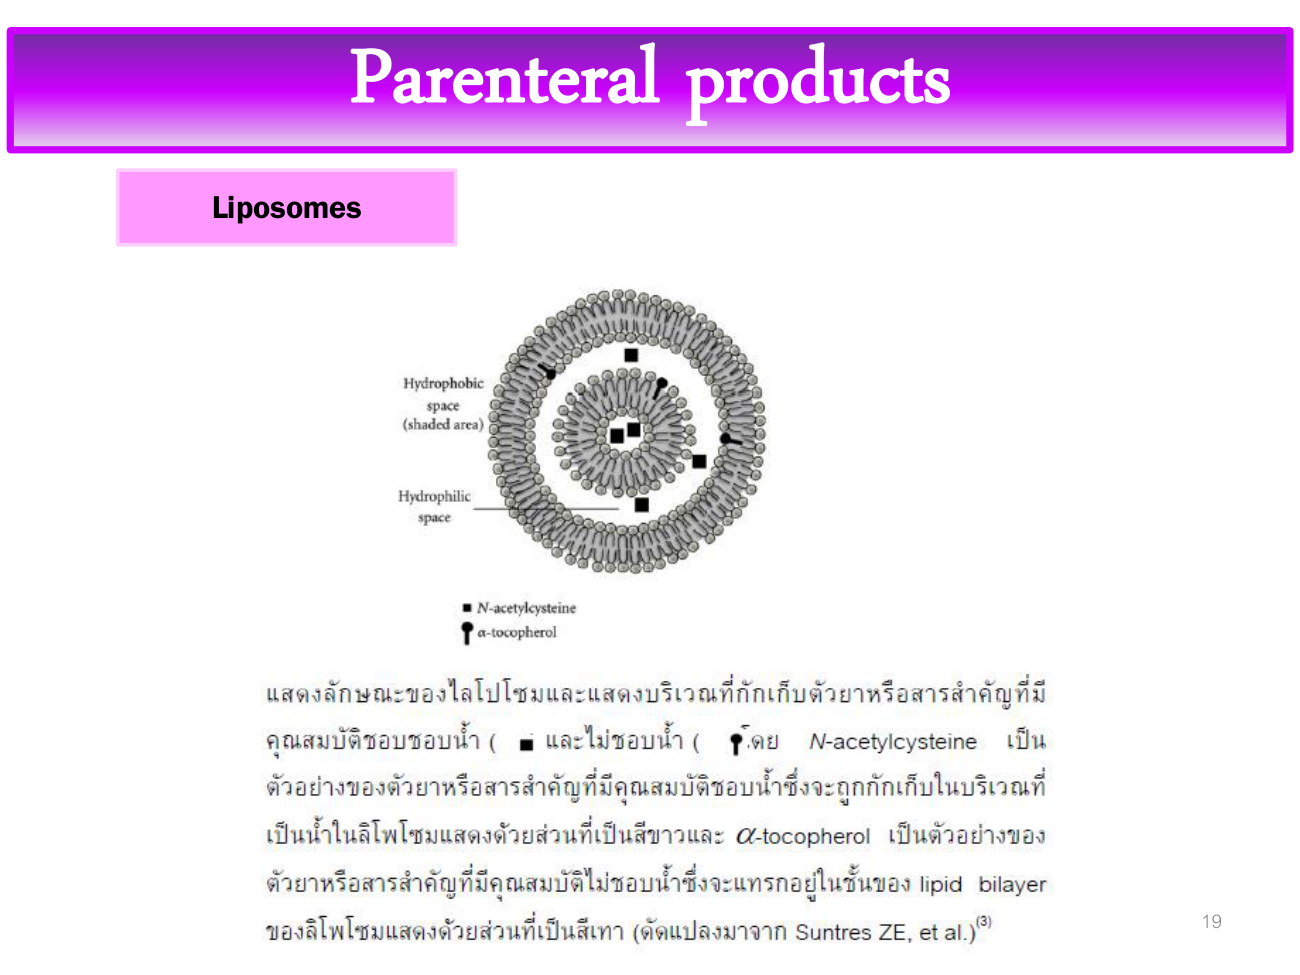 Parenteral products
Liposomes
Hydrophobic
space
(shaded area)
Hydrophilic
space
N-acetylcysteine
α-tocopherol
แสดงลักษณะของไลโปโซมและแสดงบริเวณที่กักเก็บตัวยาหรือสารสำคัญที่มี
คุณสมบัติชอบชอบน้ำ ( ■ และไม่ชอบน้ำ ( โดย N-acetylcysteine เป็น
ตัวอย่างของตัวยาหรือสารสำคัญที่มีคุณสมบัติชอบน้ำซึ่งจะถูกกักเก็บในบริเวณที่
เป็นน้ำในลิโพโซมแสดงด้วยส่วนที่เป็นสีขาวและ α-tocopherol เป็นตัวอย่างของ
ตัวยาหรือสารสำคัญที่มีคุณสมบัติไม่ชอบน้ำซึ่งจะแทรกอยู่ในชั้นของ lipid bilayer
ของลิโพโซมแสดงด้วยส่วนที่เป็นสีเทา (ดัดแปลงมาจาก Suntres ZE, et al.)(3)
19